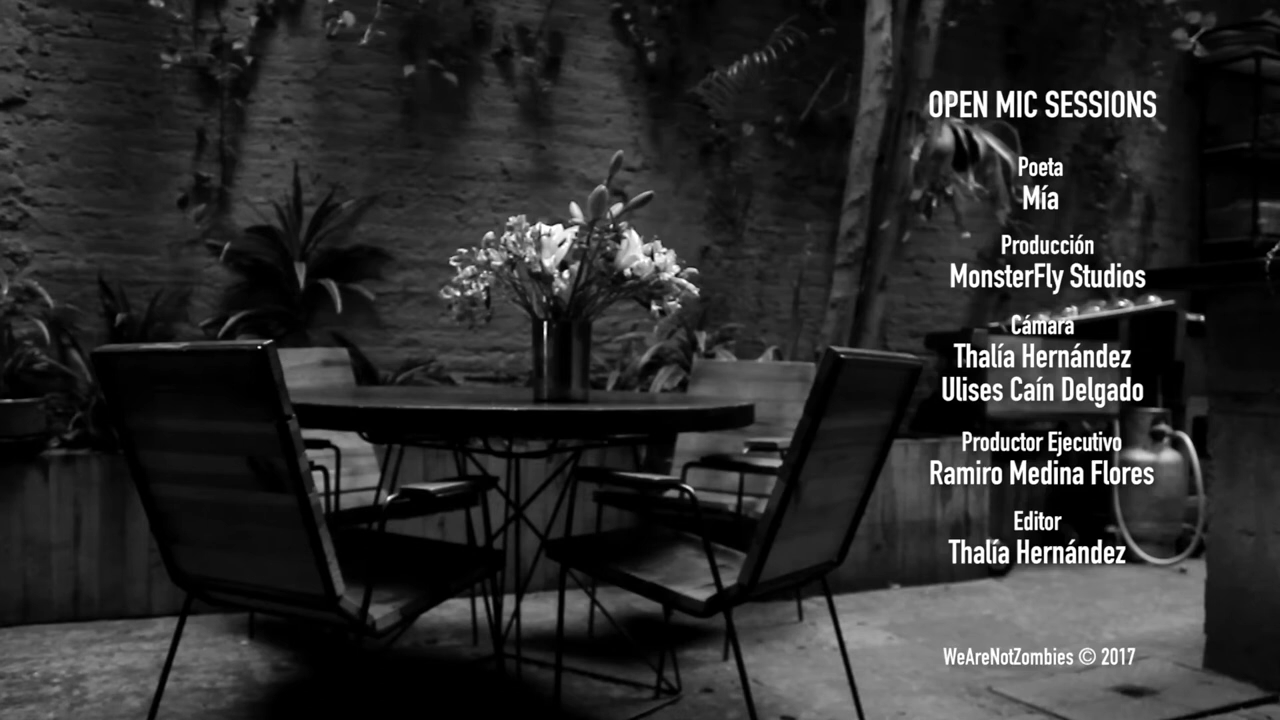 OPEN MIC SESSIONS
Poeta
Mía
Producción
MonsterFly Studios
Cámara
Thalía Hernández
Ulises Caín Delgado
Productor Ejecutivo
Ramiro Medina Flores
Editor
Thalía Hernández
WeAreNotZombies © 2017